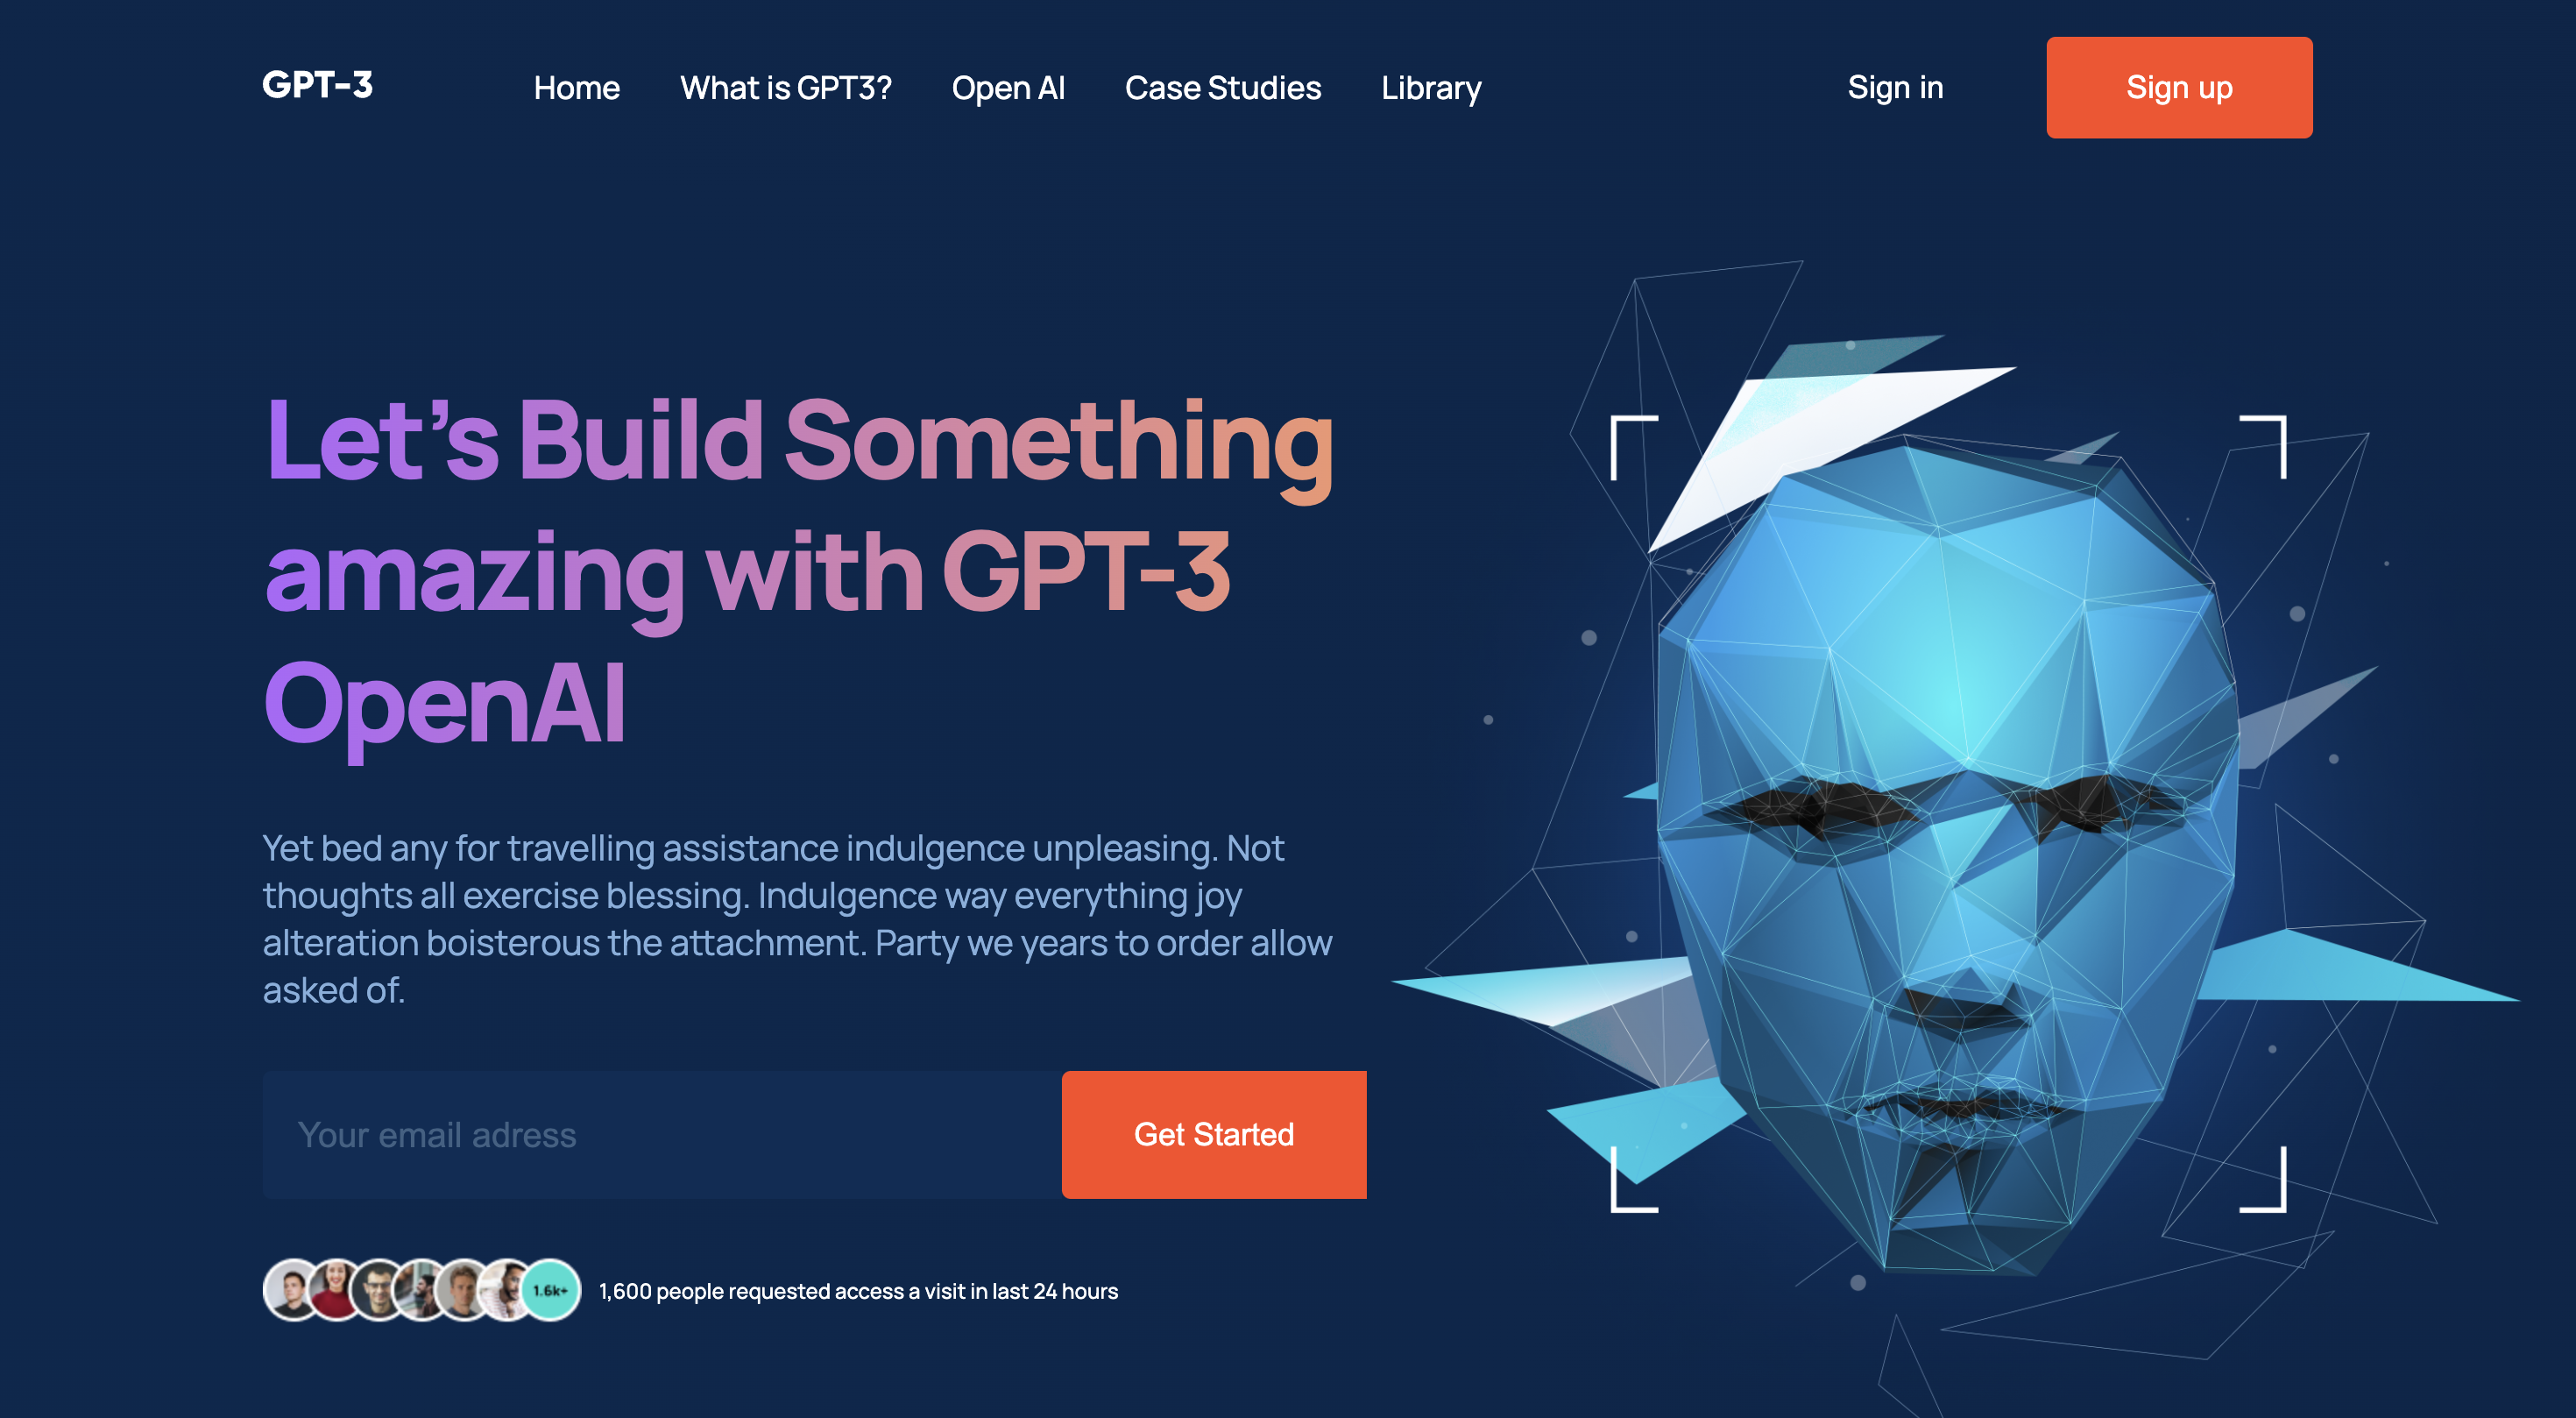 GPT-3
Home
What is GPT3?
Open AI
Case Studies
Library
Sign in
Sign up
Let’s Build Something
amazing with GPT-3
OpenAI
Yet bed any for travelling assistance indulgence unpleasing. Not
thoughts all exercise blessing. Indulgence way everything joy
alteration boisterous the attachment. Party we years to order allow
asked of.
Your email adress
Get Started
1.6k+
1,600 people requested access a visit in last 24 hours